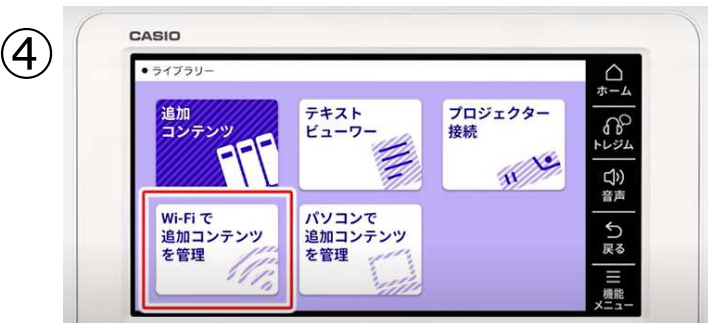 ④
CASIO
● ライブラリー
追加
コンテンツ
テキスト
ビューワー
プロジェクター
接続
Wi-Fi で
追加コンテンツ
を管理
パソコンで
追加コンテンツ
を管理
ホーム
トレジム
音声
戻る
機能
メニュー